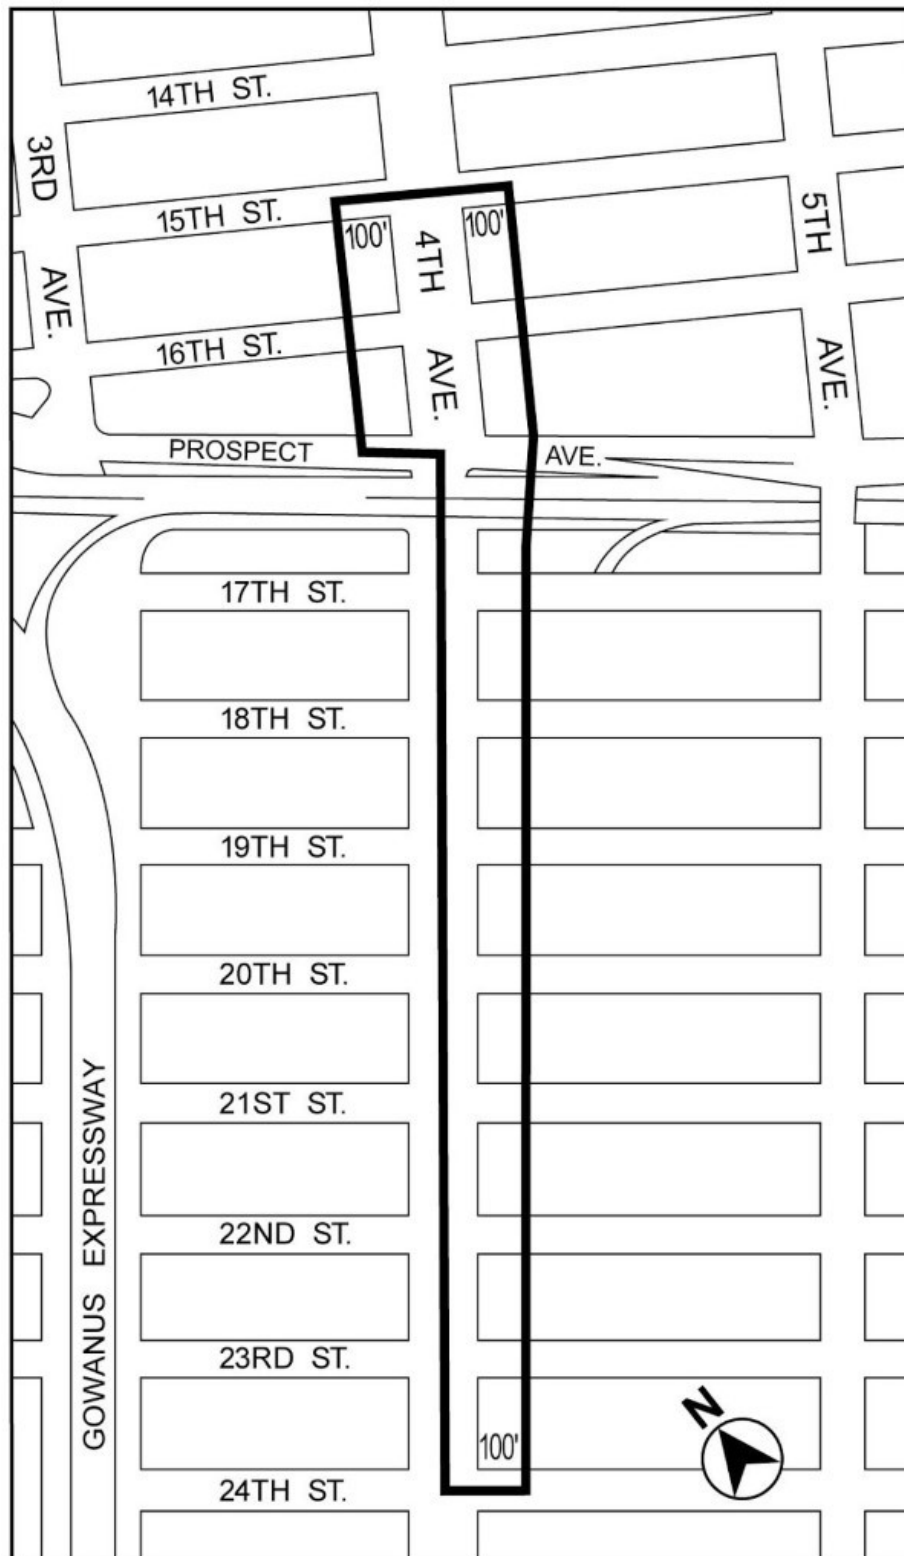 14TH ST.
3RD
AVE.
15TH ST.
100'
4TH
AVE.
100'
5TH
AVE.
16TH ST.
PROSPECT
AVE.
17TH ST.
18TH ST.
19TH ST.
20TH ST.
21ST ST.
GOWANUS EXPRESSWAY
22ND ST.
23RD ST.
100'
N
24TH ST.